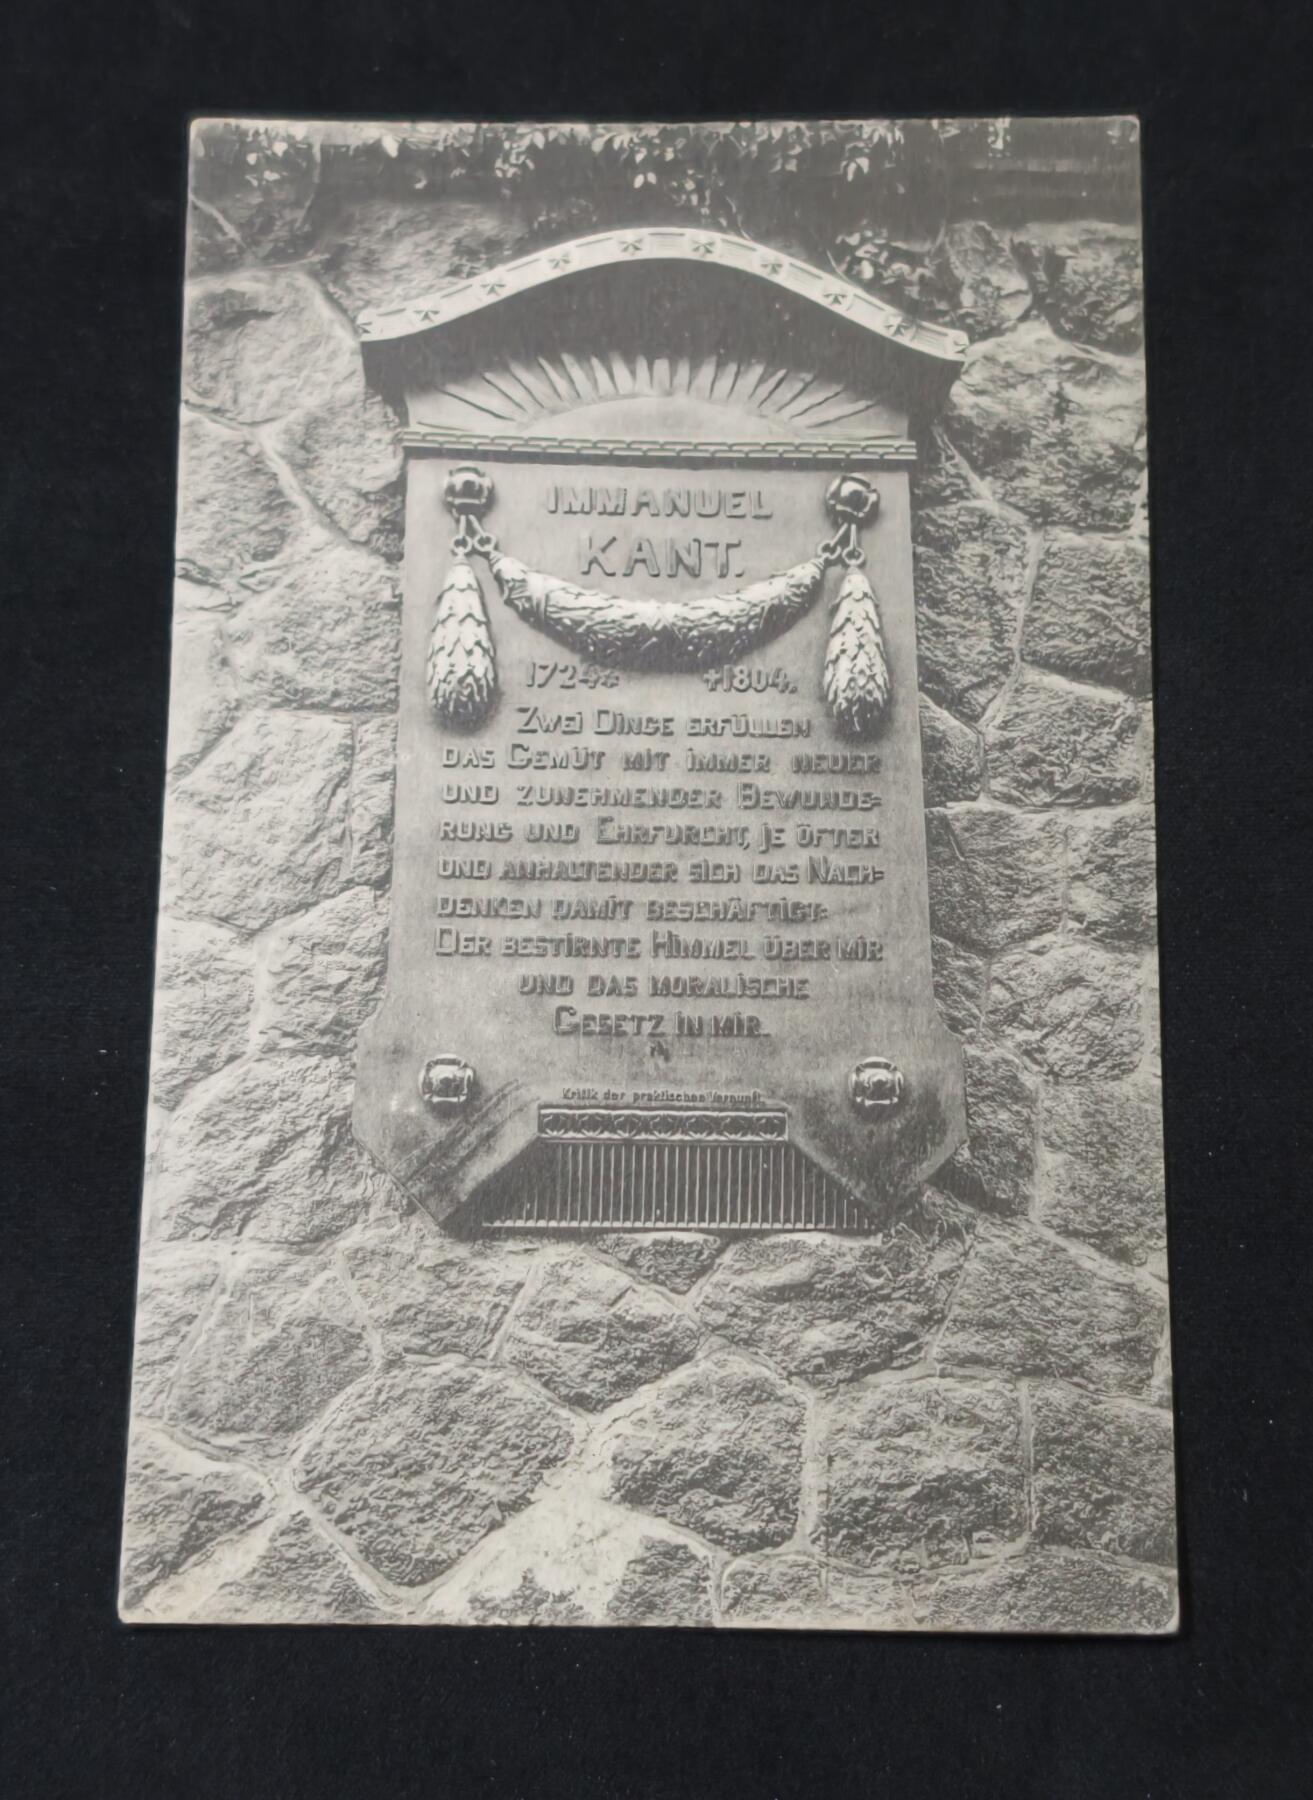 IMMANUEL
KANT.
1724* +1804.
ZWEI DINGE ERFÜLLEN
DAS GEMÜT MIT IMMER NEUER
UND ZUNEHMENDER BEWUNDE=
RUNG UND EHRFURCHT, JE ÖFTER
UND ANHALTENDER SICH DAS NACH=
DENKEN DAMIT BESCHÄFTIGT:
DER BESTIRNTE HIMMEL ÜBER MIR
UND DAS MORALISCHE
GESETZ IN MIR.
Kritik der praktischen Vernunft.